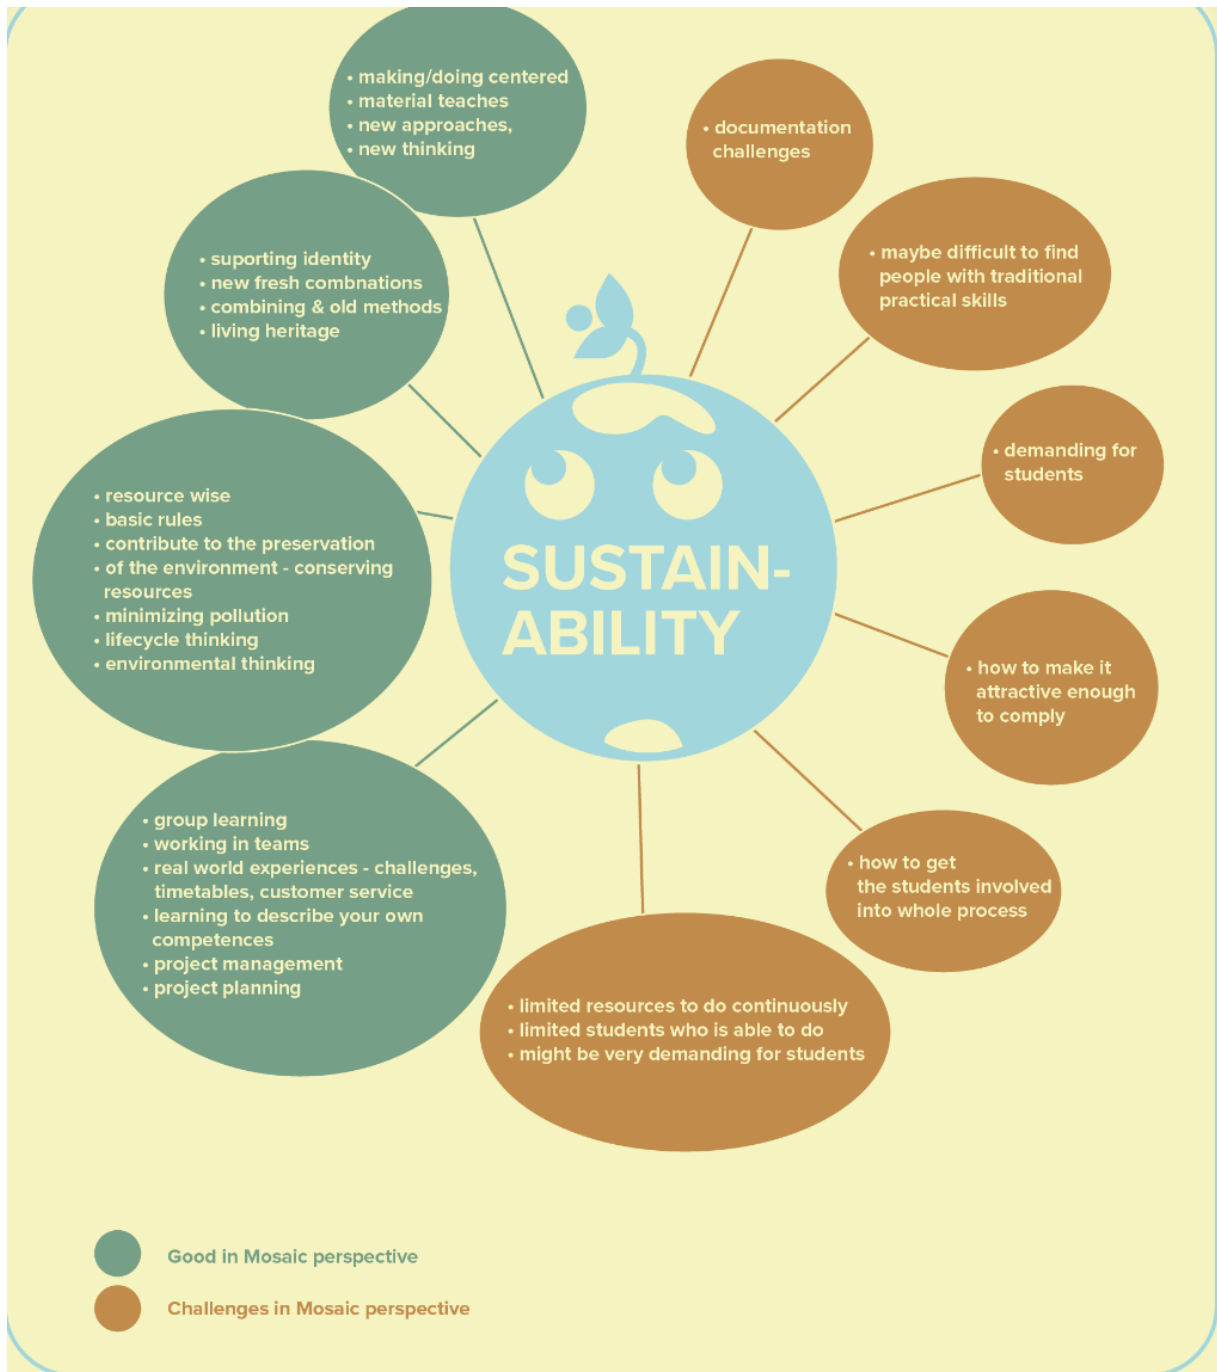 • making/doing centered
• material teaches
• new approaches,
• new thinking
• suporting identity
• new fresh combnations
• combining & old methods
• living heritage
• resource wise
• basic rules
• contribute to the preservation
• of the environment - conserving
resources
• minimizing pollution
• lifecycle thinking
• environmental thinking
• group learning
• working in teams
• real world experiences - challenges,
timetables, customer service
• learning to describe your own
competences
• project management
• project planning
SUSTAIN-
ABILITY
• documentation
challenges
• maybe difficult to find
people with traditional
practical skills
• demanding for
students
• how to make it
attractive enough
to comply
• how to get
the students involved
into whole process
• limited resources to do continuously
• limited students who is able to do
• might be very demanding for students
Good in Mosaic perspective
Challenges in Mosaic perspective